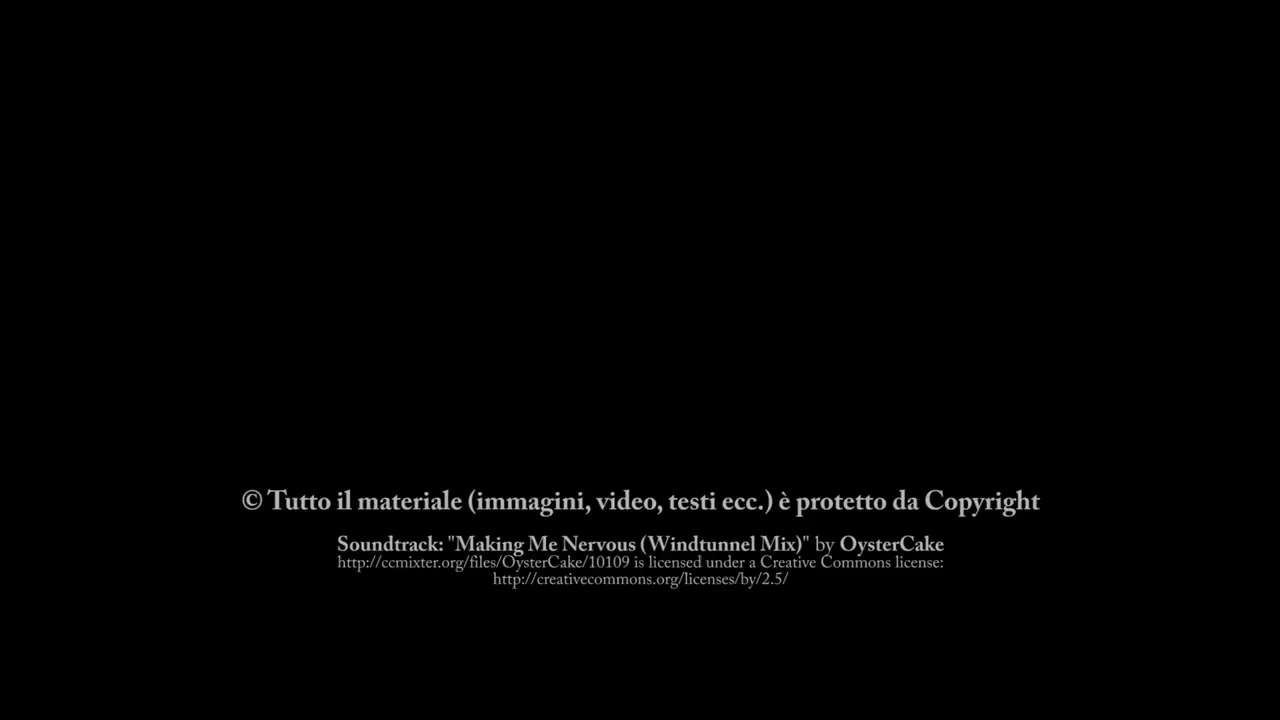 © Tutto il materiale (immagini, video, testi ecc.) è protetto da Copyright
Soundtrack: "Making Me Nervous (Windtunnel Mix)" by OysterCake
http://ccmixter.org/files/OysterCake/10109 is licensed under a Creative Commons license:
http://creativecommons.org/licenses/by/2.5/